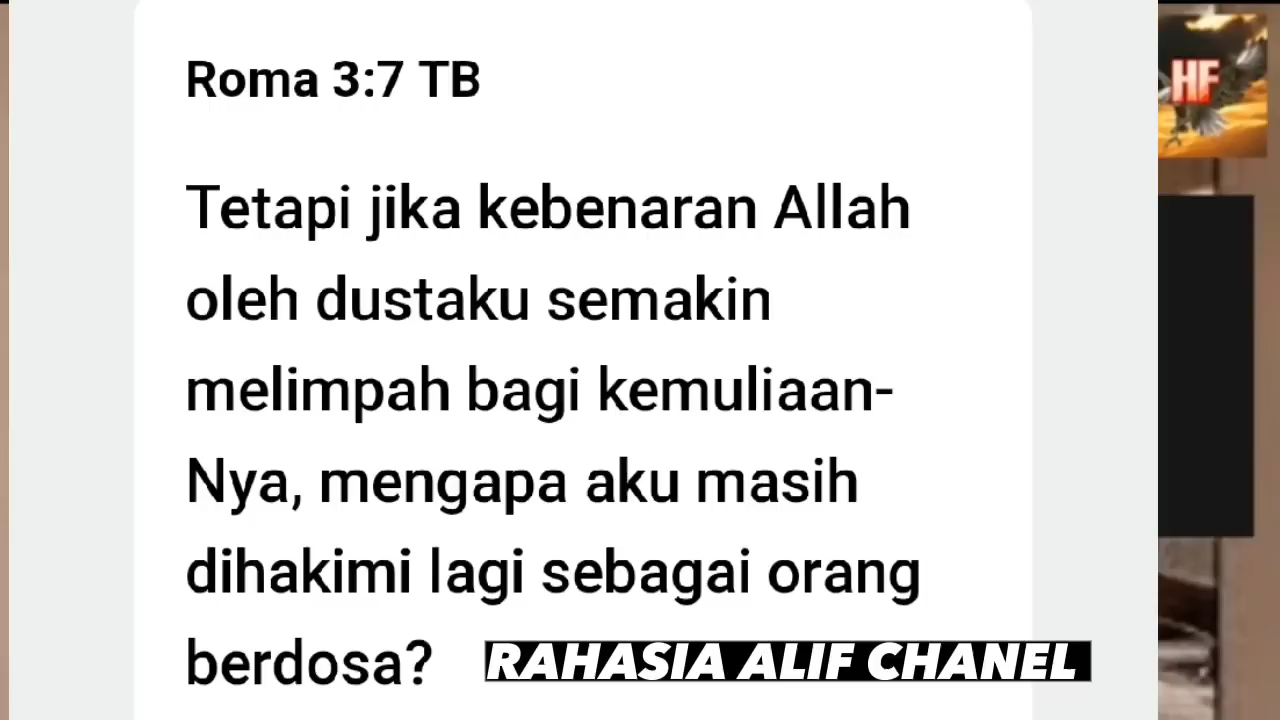 Roma 3:7 TB
Tetapi jika kebenaran Allah
oleh dustaku semakin
melimpah bagi kemuliaan-
Nya, mengapa aku masih
dihakimi lagi sebagai orang
berdosa?
RAHASIA ALIF CHANEL
HF